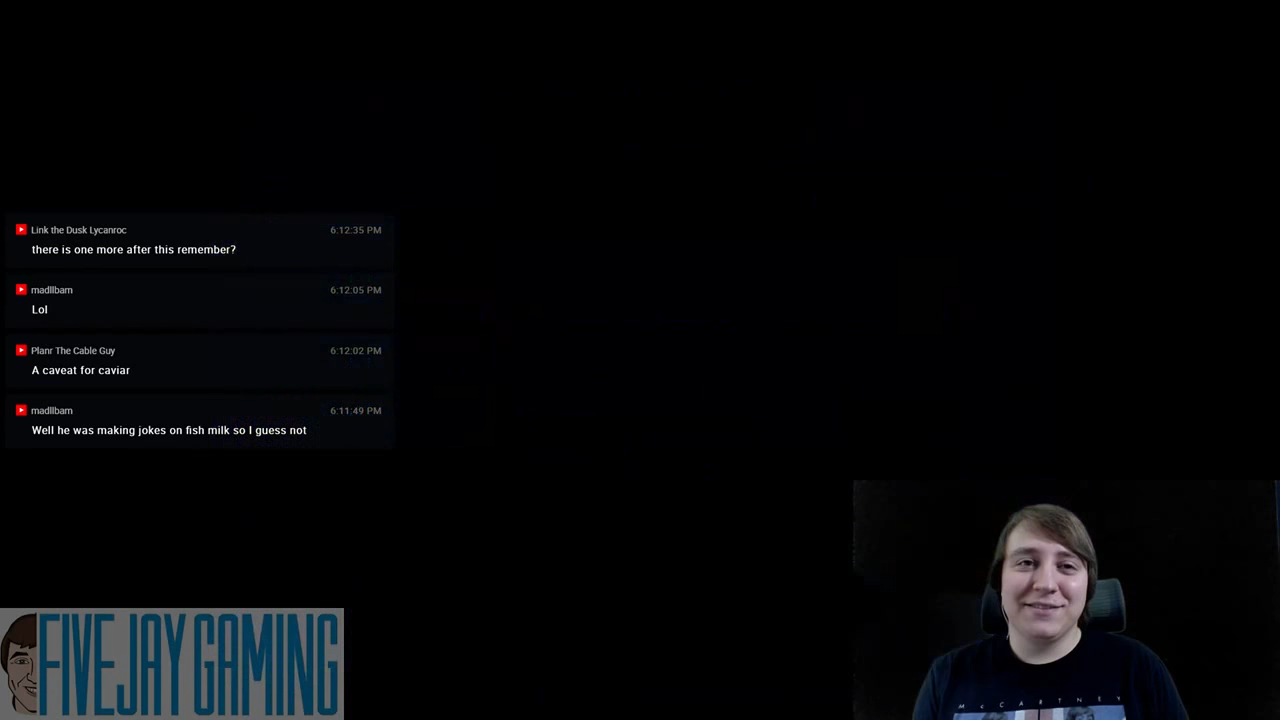 Link the Dusk Lycanroc 6:12:35 PM
there is one more after this remember?
madllbam 6:12:05 PM
Lol
Planr The Cable Guy 6:12:02 PM
A caveat for caviar
madllbam 6:11:49 PM
Well he was making jokes on fish milk so I guess not
FIVEJAYGAMING
McCARTNEY